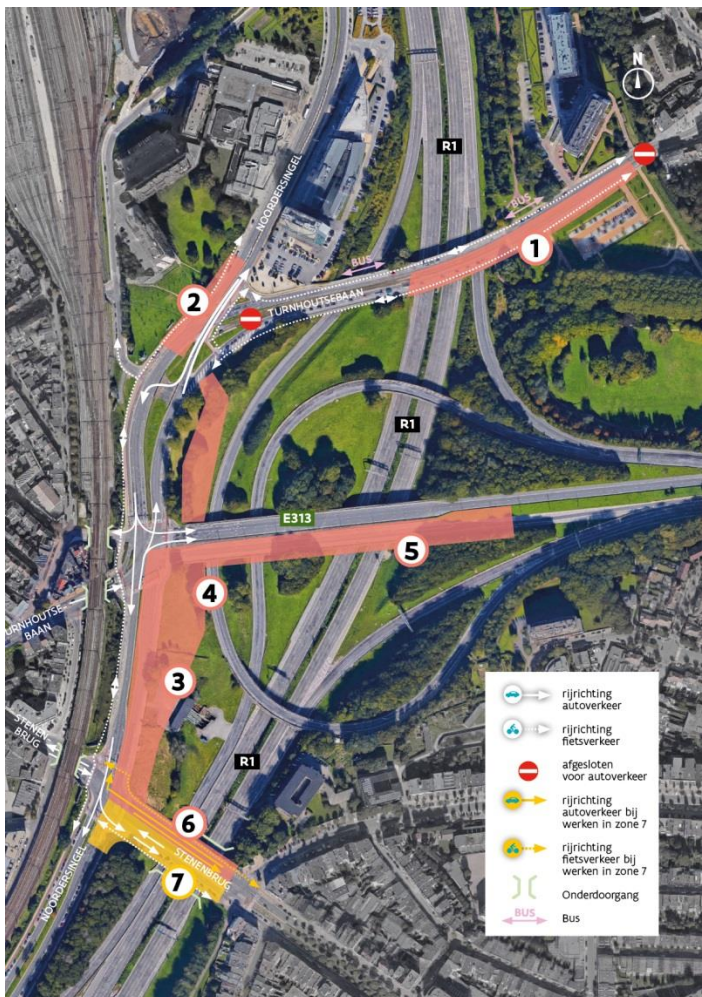 N
R1
NOORDERSINGEL
BUS
1
BUS
2
TURNHOUTSEBAAN
R1
E313
5
4
TURNHOUTSE
BAAN
3
STENEN
BRUG
R1
6
STENENBRUG
7
NOORDERSINGEL
rijrichting
autoverkeer
rijrichting
fietsverkeer
afgesloten
voor autoverkeer
rijrichting
autoverkeer bij
werken in zone 7
rijrichting
fietsverkeer bij
werken in zone 7
Onderdoorgang
BUS
Bus